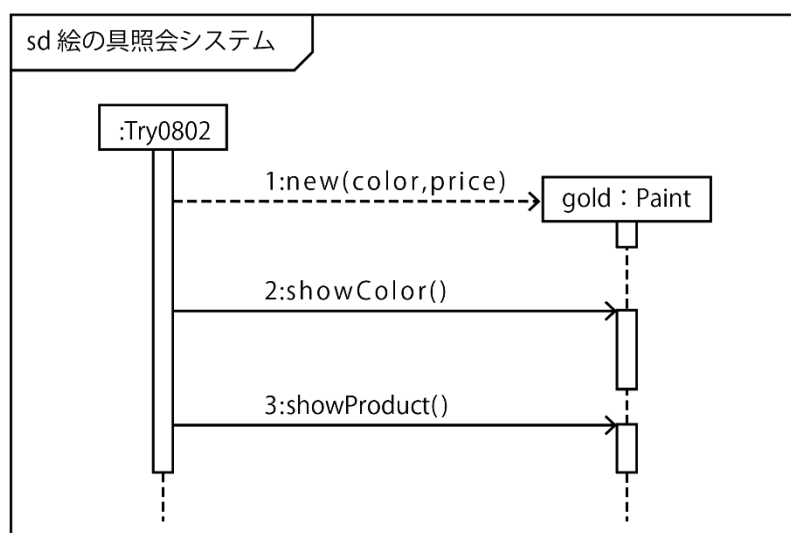 sd 絵の具照会システム
:Try0802
1:new(color,price)
gold：Paint
2:showColor()
3:showProduct()